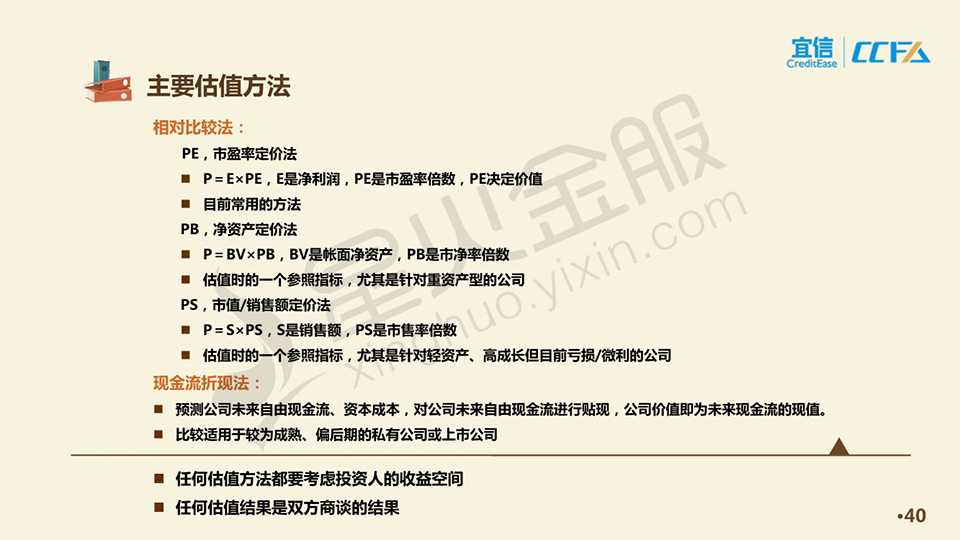 宜信
CreditEase
CCFA
主要估值方法
相对比较法：
PE，市盈率定价法
■ P＝E×PE，E是净利润，PE是市盈率倍数，PE决定价值
■ 目前常用的方法
PB，净资产定价法
■ P＝BV×PB，BV是帐面净资产，PB是市净率倍数
■ 估值时的一个参照指标，尤其是针对重资产型的公司
PS，市值/销售额定价法
■ P＝S×PS，S是销售额，PS是市售率倍数
■ 估值时的一个参照指标，尤其是针对轻资产、高成长但目前亏损/微利的公司
现金流折现法：
■ 预测公司未来自由现金流、资本成本，对公司未来自由现金流进行贴现，公司价值即为未来现金流的现值。
■ 比较适用于较为成熟、偏后期的私有公司或上市公司
■ 任何估值方法都要考虑投资人的收益空间
■ 任何估值结果是双方商谈的结果
•40
星火金服
xinghuo.yixin.com